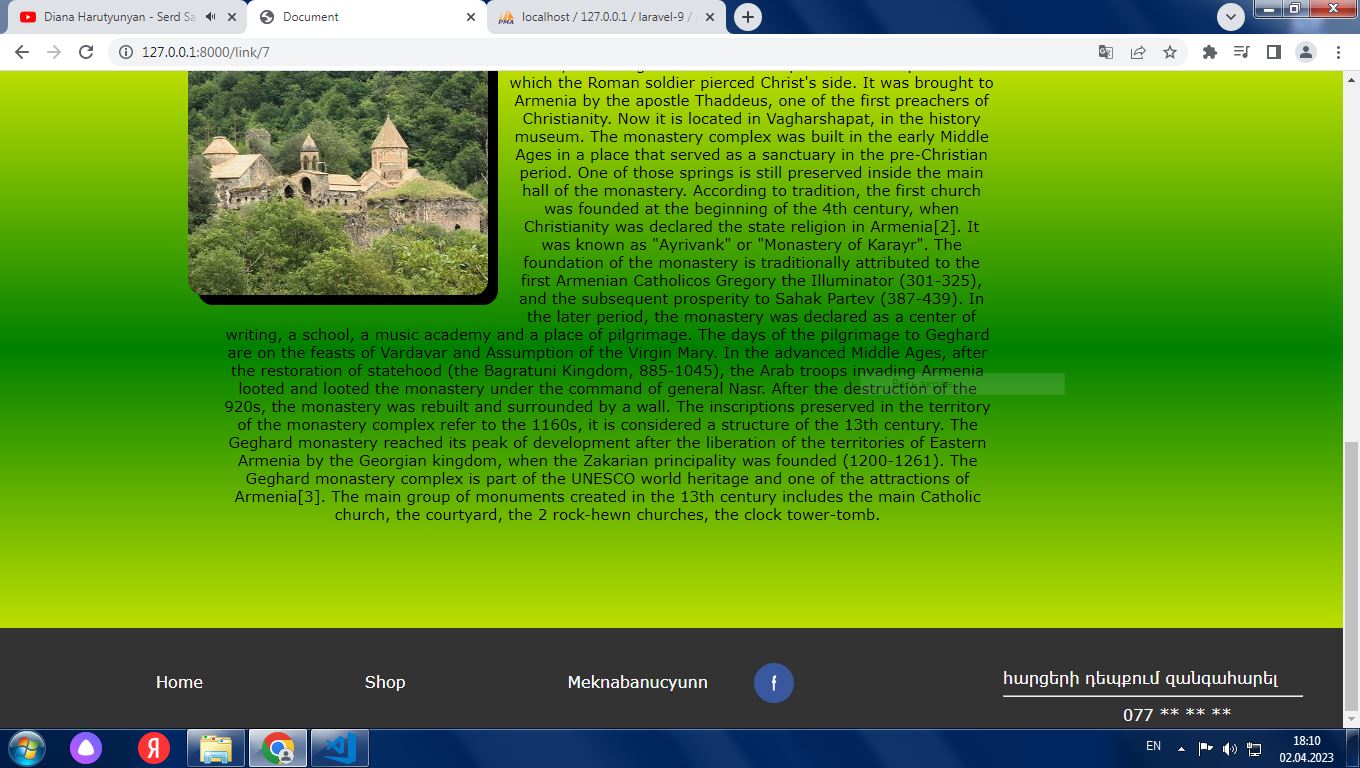 Diana Harutyunyan - Serd Sa
Document
PMA
localhost / 127.0.0.1 / laravel-9 /
127.0.0.1:8000/link/7
which the Roman soldier pierced Christ's side. It was brought to
Armenia by the apostle Thaddeus, one of the first preachers of
Christianity. Now it is located in Vagharshapat, in the history
museum. The monastery complex was built in the early Middle
Ages in a place that served as a sanctuary in the pre-Christian
period. One of those springs is still preserved inside the main
hall of the monastery. According to tradition, the first church
was founded at the beginning of the 4th century, when
Christianity was declared the state religion in Armenia[2]. It
was known as "Ayrivank" or "Monastery of Karayr". The
foundation of the monastery is traditionally attributed to the
first Armenian Catholicos Gregory the Illuminator (301-325),
and the subsequent prosperity to Sahak Partev (387-439). In
the later period, the monastery was declared as a center of
writing, a school, a music academy and a place of pilgrimage. The days of the pilgrimage to Geghard
are on the feasts of Vardavar and Assumption of the Virgin Mary. In the advanced Middle Ages, after
the restoration of statehood (the Bagratuni Kingdom, 885-1045), the Arab troops invading Armenia
looted and looted the monastery under the command of general Nasr. After the destruction of the
Весь экран
920s, the monastery was rebuilt and surrounded by a wall. The inscriptions preserved in the territory
of the monastery complex refer to the 1160s, it is considered a structure of the 13th century. The
Geghard monastery reached its peak of development after the liberation of the territories of Eastern
Armenia by the Georgian kingdom, when the Zakarian principality was founded (1200-1261). The
Geghard monastery complex is part of the UNESCO world heritage and one of the attractions of
Armenia[3]. The main group of monuments created in the 13th century includes the main Catholic
church, the courtyard, the 2 rock-hewn churches, the clock tower-tomb.
Home Shop Meknabanucyunn f
հարցերի դեպքում զանգահարել
077 ** ** **
Я
EN
18:10
02.04.2023